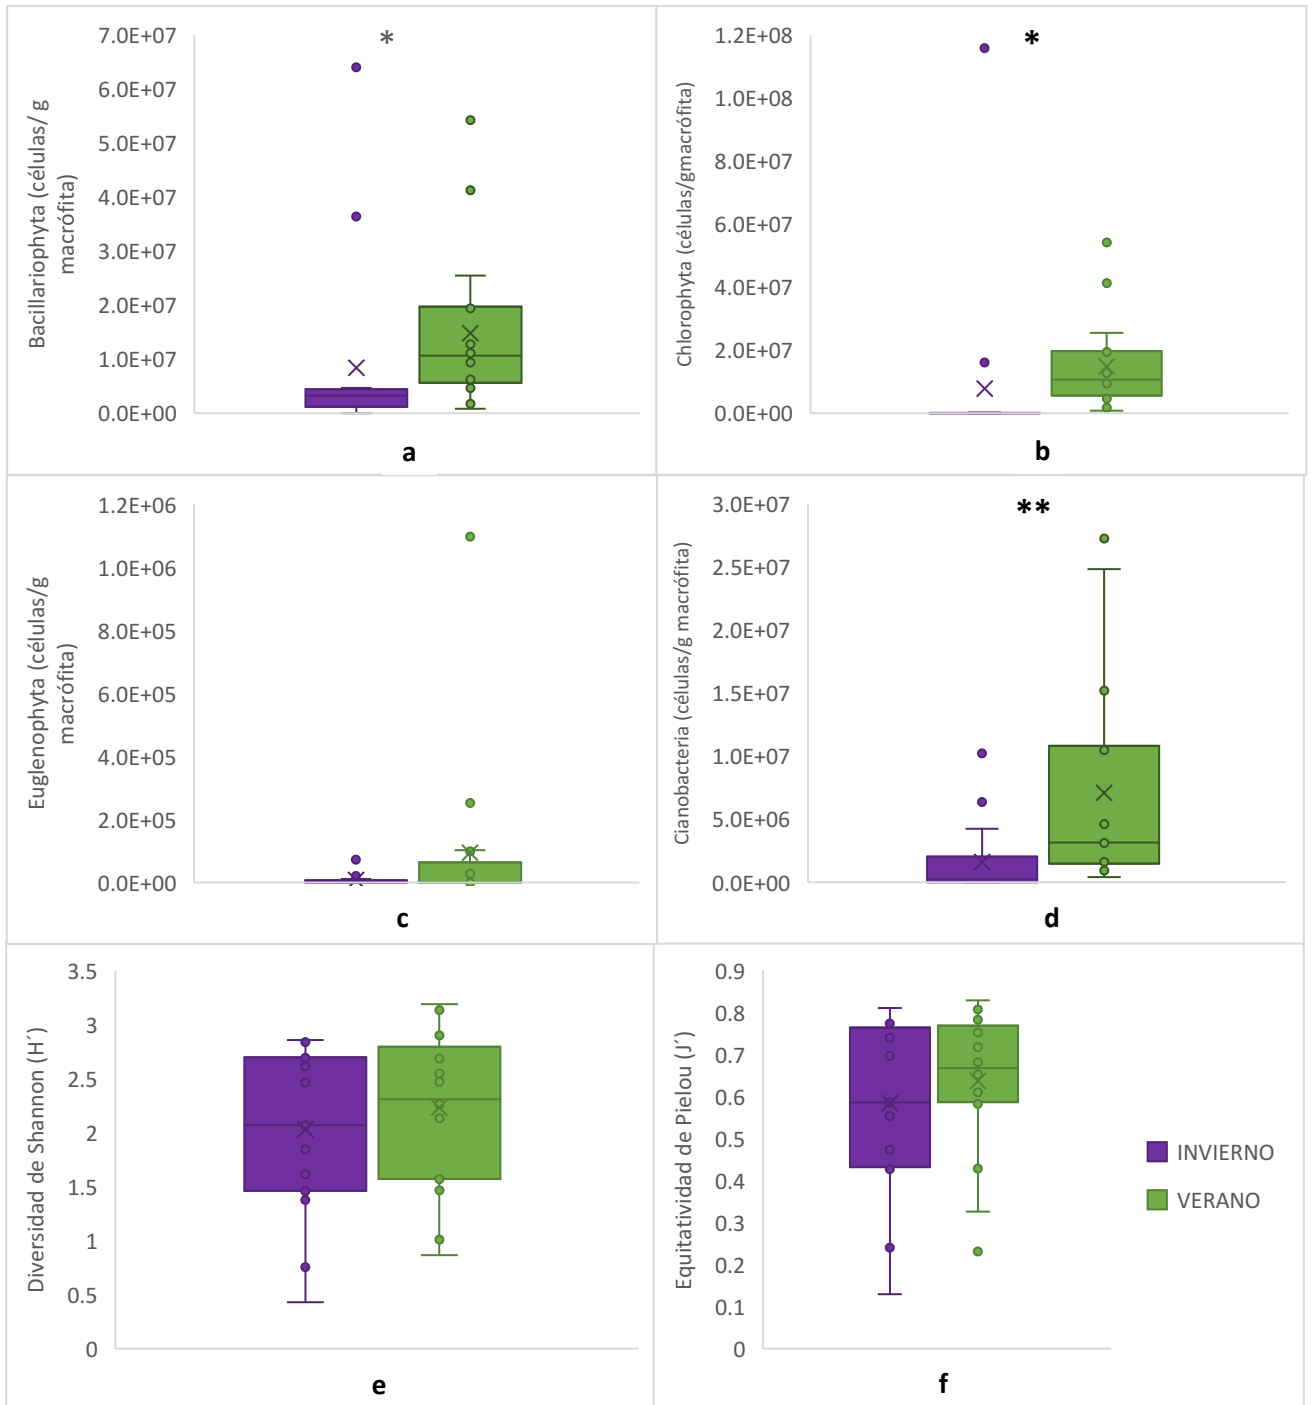 Bacillariophyta (células/ g
macrófita)
7.0E+07
6.0E+07
5.0E+07
4.0E+07
3.0E+07
2.0E+07
1.0E+07
0.0E+00
*
a
Chlorophyta (células/gmacrófita)
1.2E+08
1.0E+08
8.0E+07
6.0E+07
4.0E+07
2.0E+07
0.0E+00
*
b
Euglenophyta (células/g
macrófita)
1.2E+06
1.0E+06
8.0E+05
6.0E+05
4.0E+05
2.0E+05
0.0E+00
c
Cianobacteria (células/g macrófita)
3.0E+07
2.5E+07
2.0E+07
1.5E+07
1.0E+07
5.0E+06
0.0E+00
**
d
Diversidad de Shannon (H´)
3.5
3
2.5
2
1.5
1
0.5
0
e
Equitatividad de Pielou (J´)
0.9
0.8
0.7
0.6
0.5
0.4
0.3
0.2
0.1
0
f
INVIERNO
VERANO